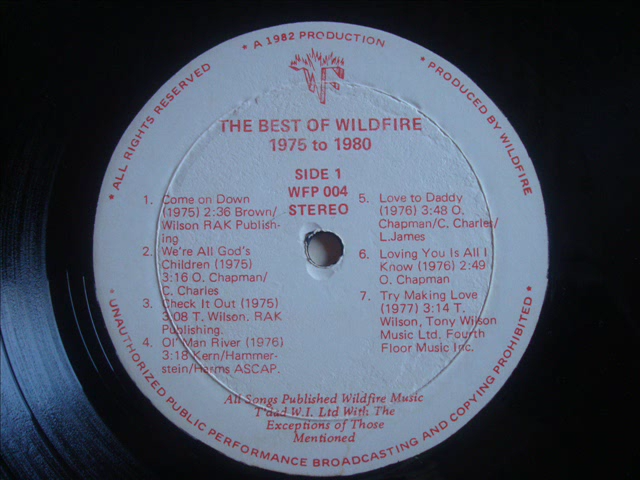 * ALL RIGHTS RESERVED * A 1982 PRODUCTION * PRODUCED BY WILDFIRE *
WF
THE BEST OF WILDFIRE
1975 to 1980
SIDE 1
WFP 004
STEREO
1. Come on Down
(1975) 2:36 Brown/
Wilson RAK Publish-
ing
2. We're All God's
Children (1975)
3:16 O. Chapman/
C. Charles
3. Check It Out (1975)
3:08 T. Wilson. RAK
Publishing.
4. Ol' Man River (1976)
3:18 Kern/Hammer-
stein/Harms ASCAP.
5. Love to Daddy
(1976) 3:48 O.
Chapman/C. Charles/
L.James
6. Loving You Is All I
Know (1976) 2:49
O. Chapman
7. Try Making Love
(1977) 3:14 T.
Wilson, Tony Wilson
Music Ltd. Fourth
Floor Music Inc.
All Songs Published Wildfire Music
T'dad W.I. Ltd With The
Exceptions of Those
Mentioned
UNAUTHORIZED PUBLIC PERFORMANCE BROADCASTING AND COPYING PROHIBITED *